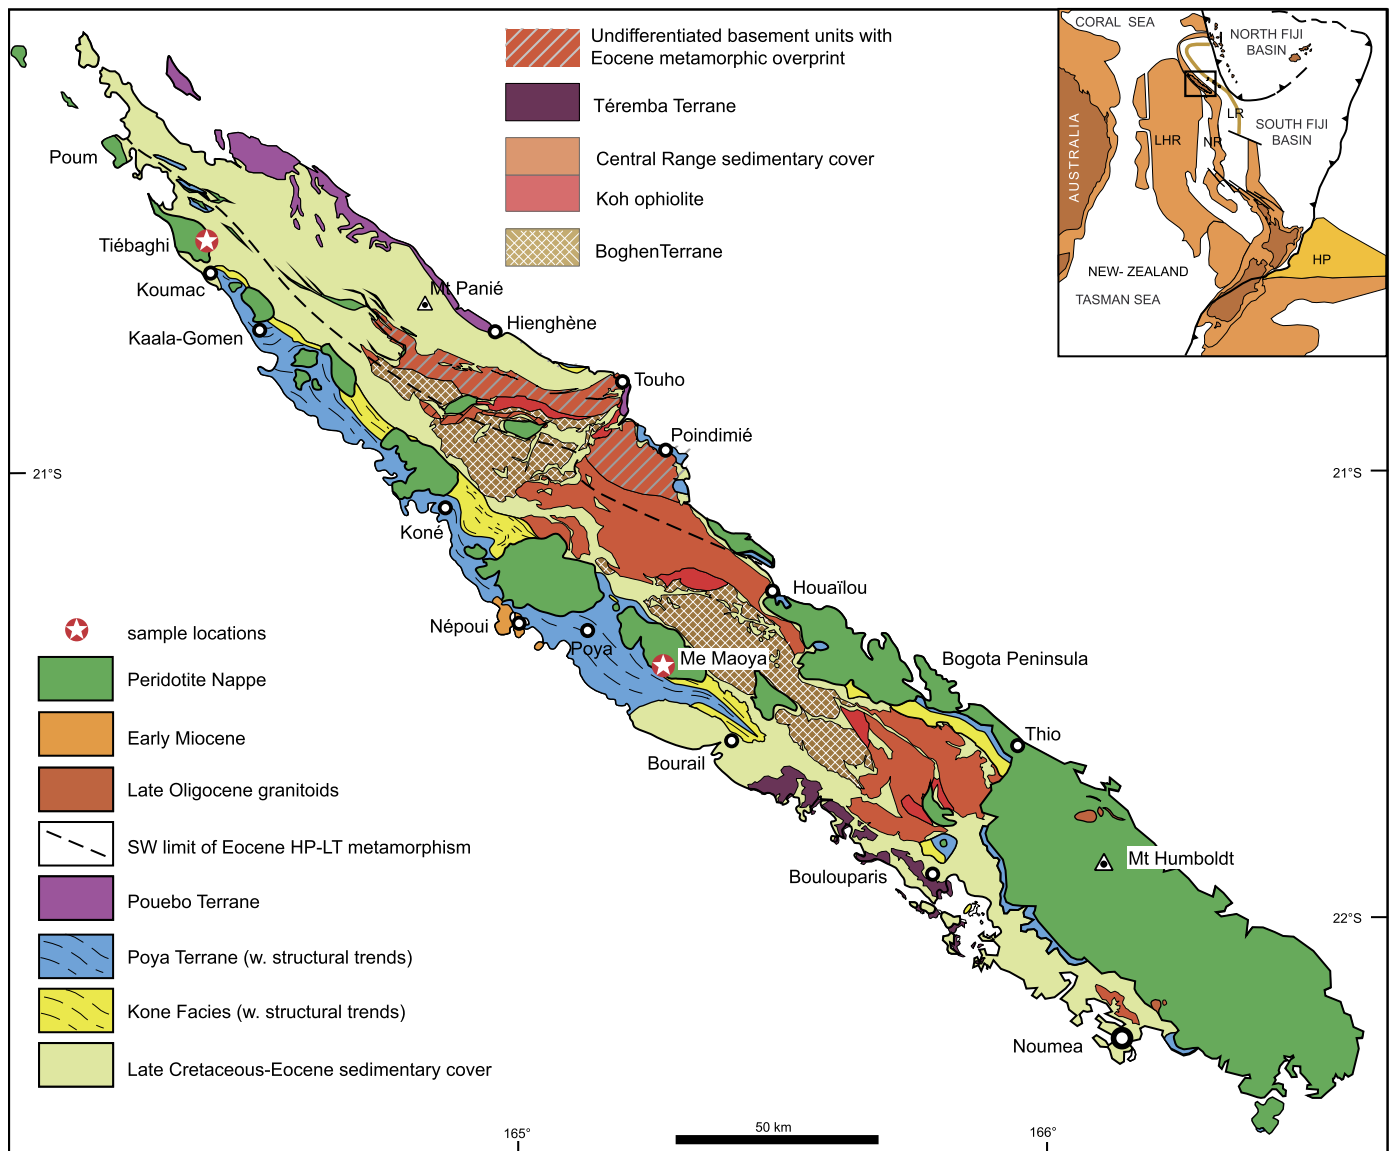 Undifferentiated basement units with
Eocene metamorphic overprint
Téremba Terrane
Central Range sedimentary cover
Koh ophiolite
BoghenTerrane
CORAL SEA
NORTH FIJI
BASIN
AUSTRALIA
LHR
NR
LR
SOUTH FIJI
BASIN
HP
NEW- ZEALAND
TASMAN SEA
Poum
Tiébaghi
Koumac
Kaala-Gomen
Mt Panié
Hienghène
Touho
Poindimié
21°S
21°S
Koné
Houaïlou
Népoui
Poya
Me Maoya
Bogota Peninsula
Thio
Bourail
Mt Humboldt
Boulouparis
22°S
Noumea
sample locations
Peridotite Nappe
Early Miocene
Late Oligocene granitoids
SW limit of Eocene HP-LT metamorphism
Pouebo Terrane
Poya Terrane (w. structural trends)
Kone Facies (w. structural trends)
Late Cretaceous-Eocene sedimentary cover
165°
50 km
166°